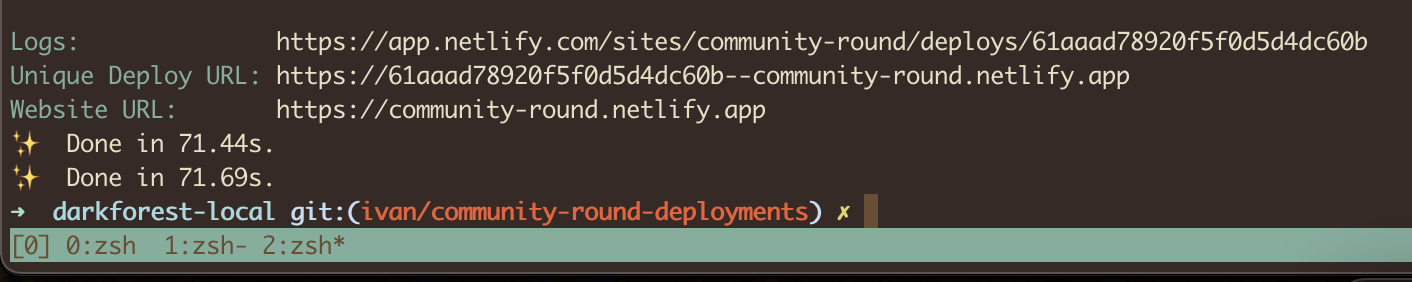 Logs: https://app.netlify.com/sites/community-round/deploys/61aaad78920f5f0d5d4dc60b
Unique Deploy URL: https://61aaad78920f5f0d5d4dc60b--community-round.netlify.app
Website URL: https://community-round.netlify.app
✨ Done in 71.44s.
✨ Done in 71.69s.
➜ darkforest-local git:(ivan/community-round-deployments) ✗
[0] 0:zsh 1:zsh- 2:zsh*